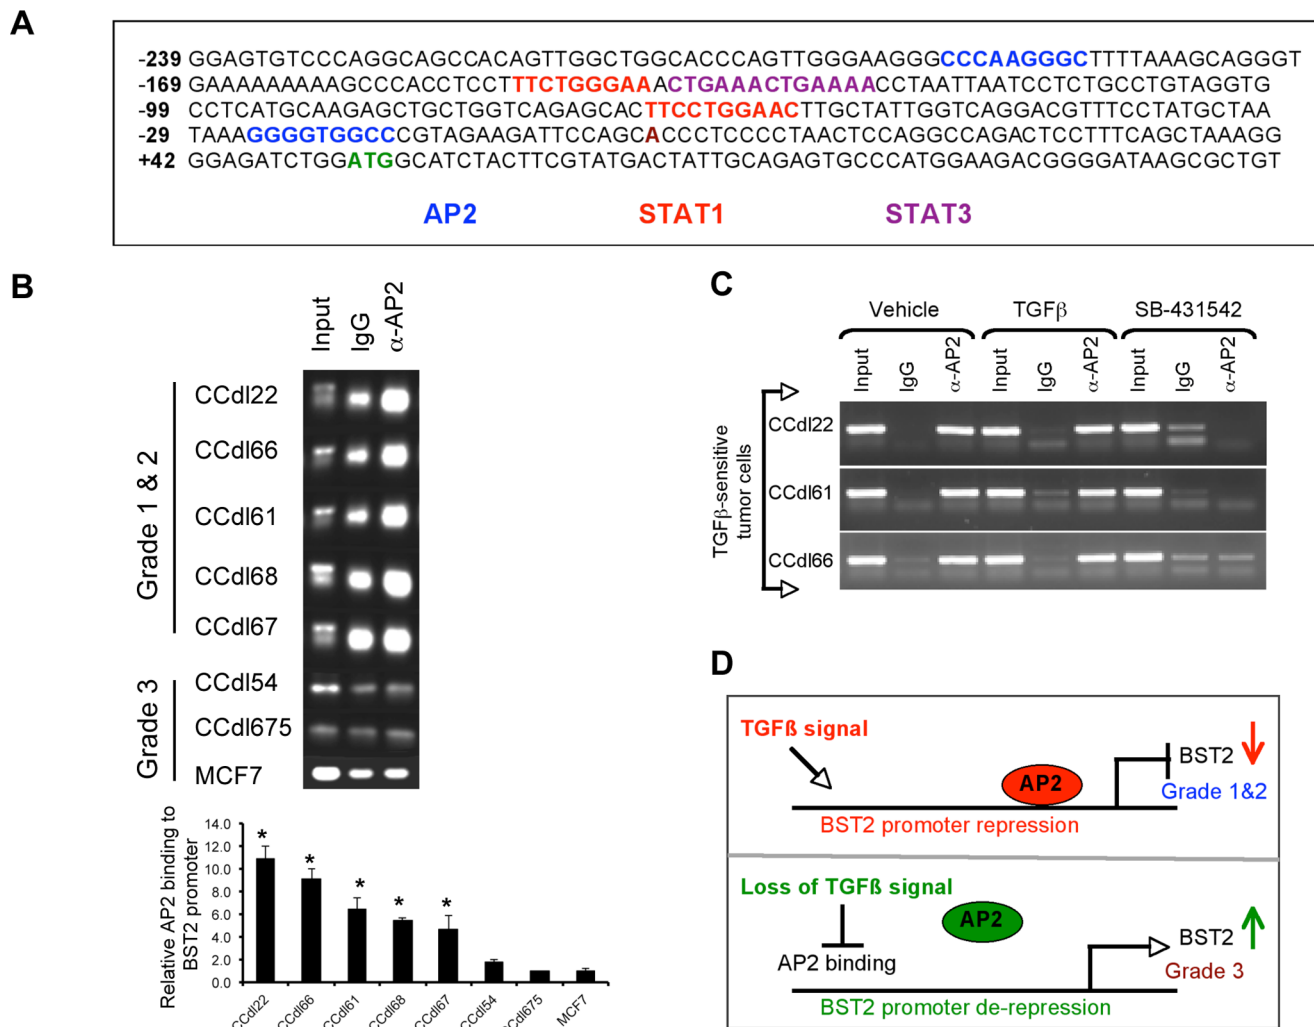 A
-239 GGAGTGTCCCAGGCAGCCACAGTTGGCTGGCACCCAGTTGGGAAGGGCCCAAGGGCTTTTAAAGCAGGGT
-169 GAAAAAAAAAGCCCACCTCCTTTCTGGGAAACTGAAACTGAAAACCTAATTAATCCTCTGCCTGTAGGTG
-99 CCTCATGCAAGAGCTGCTGGTCAGAGCACTTCCTGGAACTTGCTATTGGTCAGGACGTTTCCTATGCTAA
-29 TAAAGGGGTGGCCCGTAGAAGATTCCAGCACCCTCCCCTAACTCCAGGCCAGACTCCTTTCAGCTAAAGG
+42 GGAGATCTGGATGGCATCTACTTCGTATGACTATTGCAGAGTGCCCATGGAAGACGGGGATAAGCGCTGT
AP2 STAT1 STAT3
B
Input IgG α-AP2
Grade 1 & 2
CCdl22
CCdl66
CCdl61
CCdl68
CCdl67
Grade 3
CCdl54
CCdl675
MCF7
Relative AP2 binding to
BST2 promoter
14.0
12.0
10.0
8.0
6.0
4.0
2.0
0.0
* * * * *
CCdl22 CCdl66 CCdl61 CCdl68 CCdl67 CCdl54 CCdl675 MCF7
C
Vehicle TGFβ SB-431542
Input IgG α-AP2 Input IgG α-AP2 Input IgG α-AP2
TGFβ-sensitive
tumor cells
CCdl22
CCdl61
CCdl66
D
TGFß signal
AP2
BST2
Grade 1&2
BST2 promoter repression
Loss of TGFß signal
AP2
BST2
AP2 binding
Grade 3
BST2 promoter de-repression